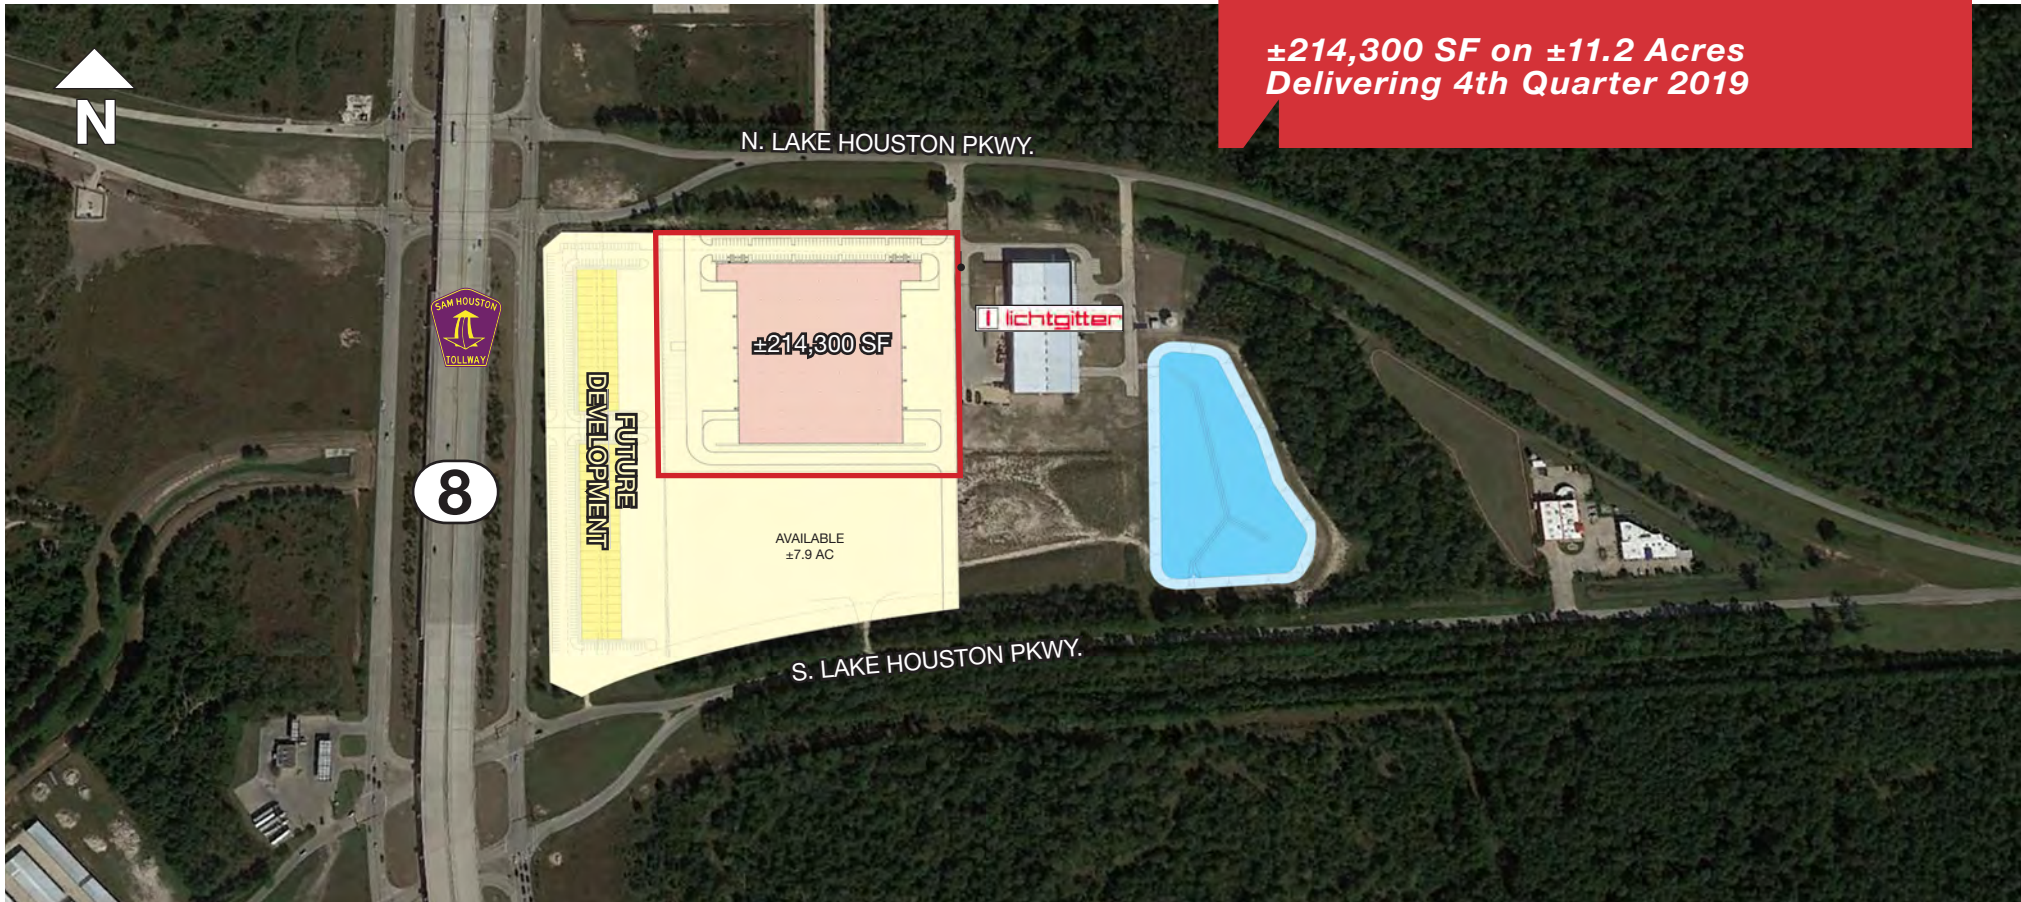 ±214,300 SF on ±11.2 Acres
Delivering 4th Quarter 2019
N
N. LAKE HOUSTON PKWY.
SAM HOUSTON
TOLLWAY
±214,300 SF
lichtgitter
FUTURE
DEVELOPMENT
8
AVAILABLE
±7.9 AC
S. LAKE HOUSTON PKWY.